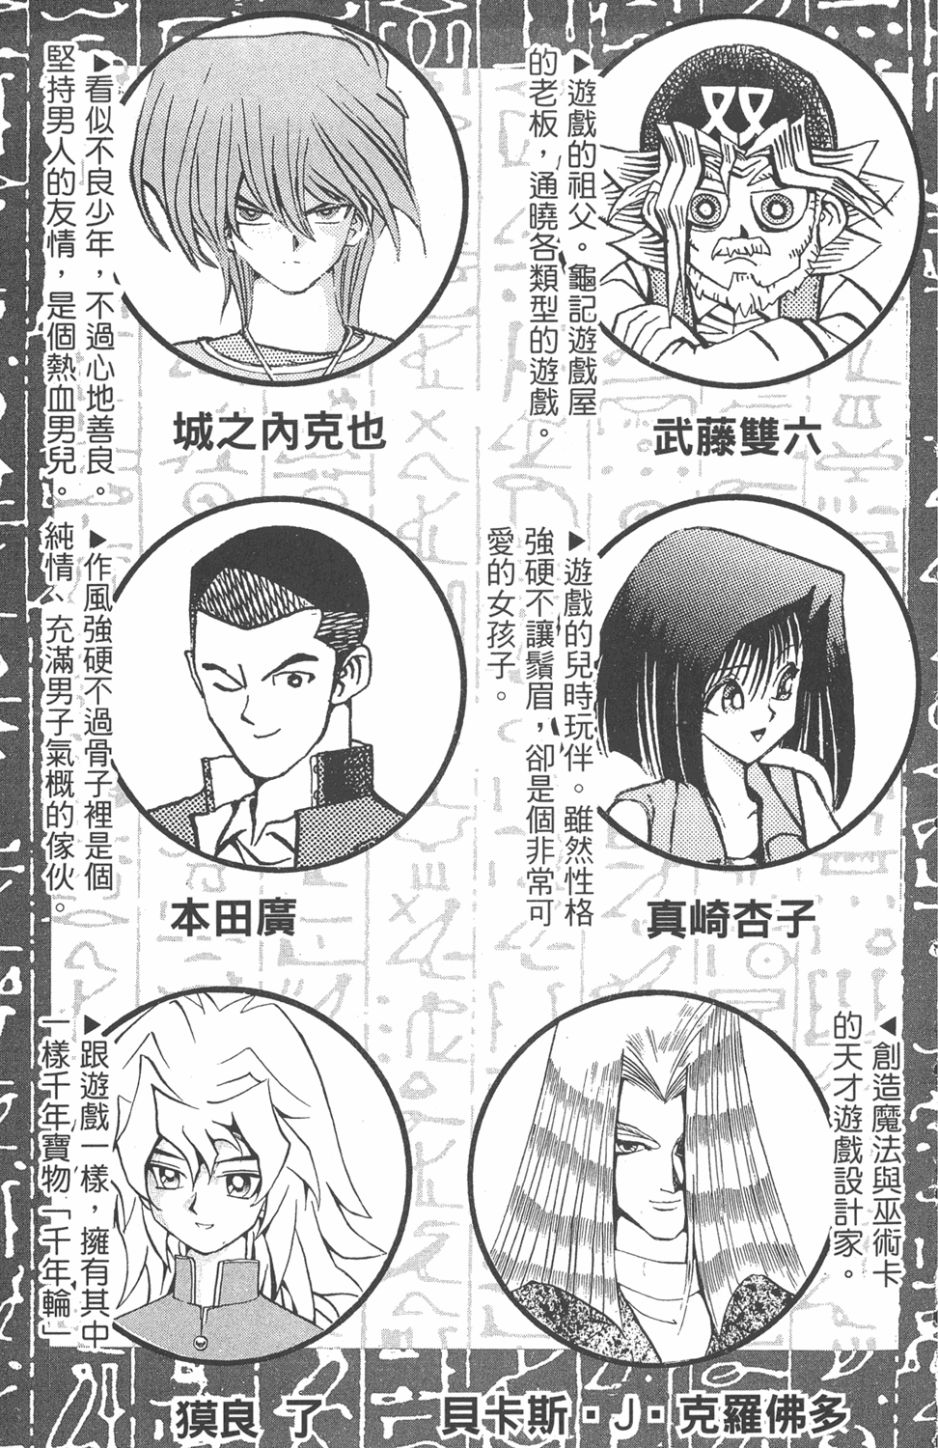 双双
▶遊戲的祖父。龜記遊戲屋
的老板，通曉各類型的遊戲。
武藤雙六
▶看似不良少年，不過心地善良。
堅持男人的友情，是個熱血男兒。
城之內克也
▶遊戲的兒時玩伴。雖然性格
強硬不讓鬚眉，卻是個非常可
愛的女孩子。
真崎杏子
▶作風強硬不過骨子裡是個
純情、充滿男子氣概的傢伙。
本田廣
◀創造魔法與巫術卡
的天才遊戲設計家。
貝卡斯·J·克羅佛多
▶跟遊戲一樣，擁有其中
一樣千年寶物「千年輪」
獏良 了